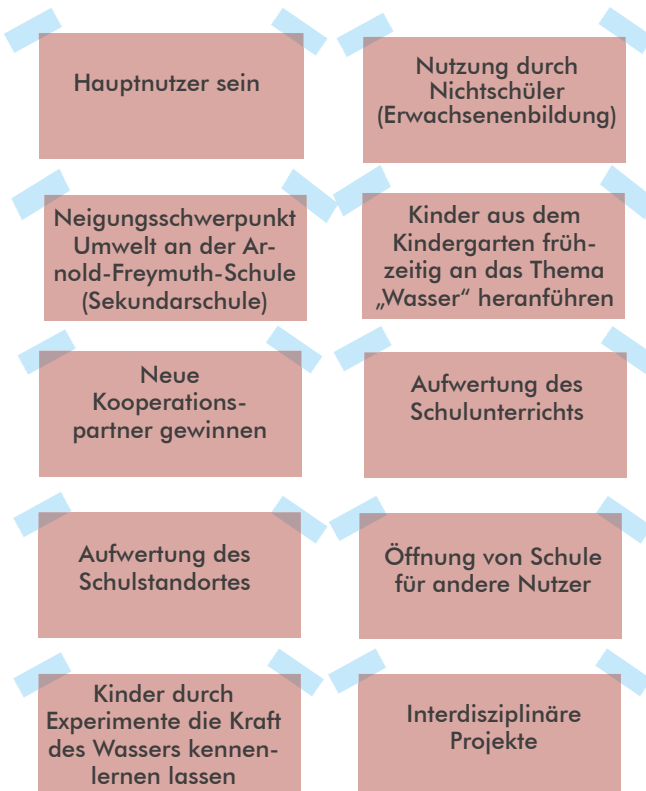 Hauptnutzer sein
Nutzung durch
Nichtschüler
(Erwachsenenbildung)
Neigungsschwerpunkt
Umwelt an der Ar-
nold-Freymuth-Schule
(Sekundarschule)
Kinder aus dem
Kindergarten früh-
zeitig an das Thema
„Wasser“ heranführen
Neue
Kooperations-
partner gewinnen
Aufwertung des
Schulunterrichts
Aufwertung des
Schulstandortes
Öffnung von Schule
für andere Nutzer
Kinder durch
Experimente die Kraft
des Wassers kennen-
lernen lassen
Interdisziplinäre
Projekte